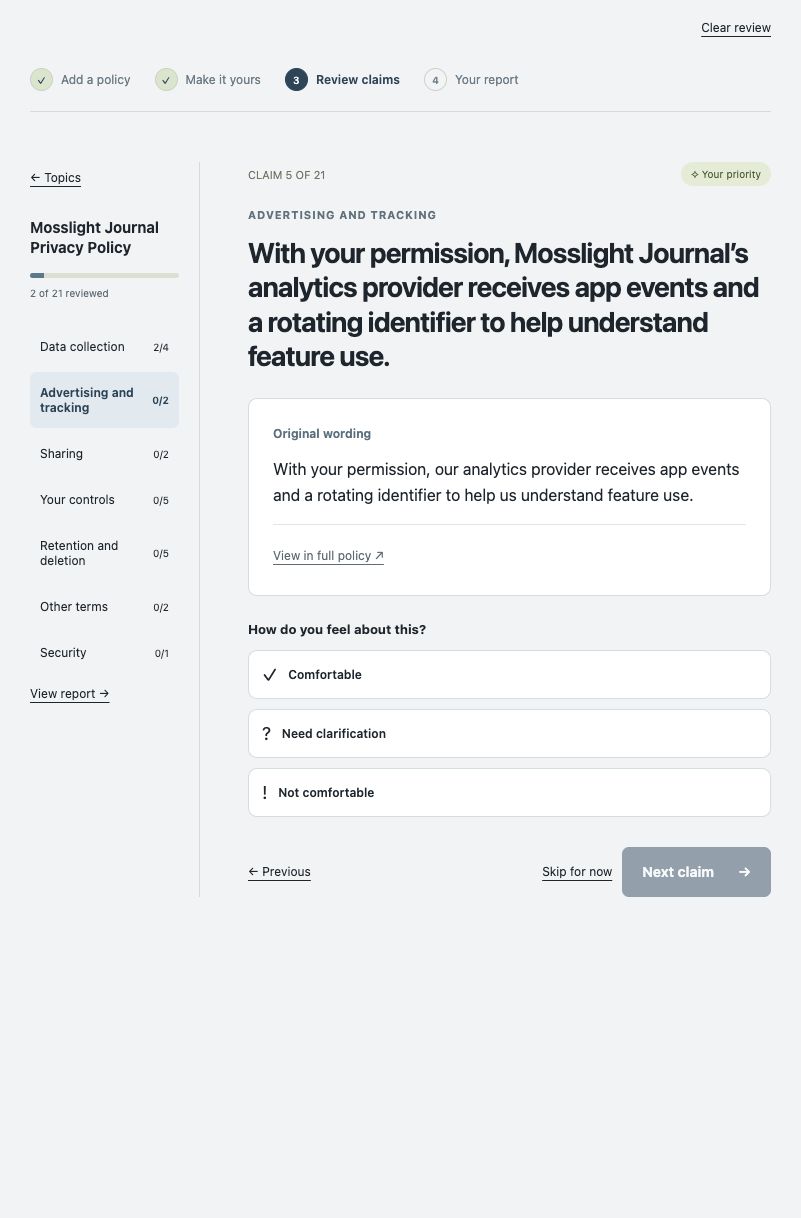 Clear review
✓ Add a policy ✓ Make it yours 3 Review claims 4 Your report
← Topics
Mosslight Journal
Privacy Policy
2 of 21 reviewed
Data collection 2/4
Advertising and
tracking 0/2
Sharing 0/2
Your controls 0/5
Retention and
deletion 0/5
Other terms 0/2
Security 0/1
View report →
CLAIM 5 OF 21
✧ Your priority
ADVERTISING AND TRACKING
With your permission, Mosslight Journal’s
analytics provider receives app events and
a rotating identifier to help understand
feature use.
Original wording
With your permission, our analytics provider receives app events
and a rotating identifier to help us understand feature use.
View in full policy ↗
How do you feel about this?
✓ Comfortable
? Need clarification
! Not comfortable
← Previous
Skip for now
Next claim →